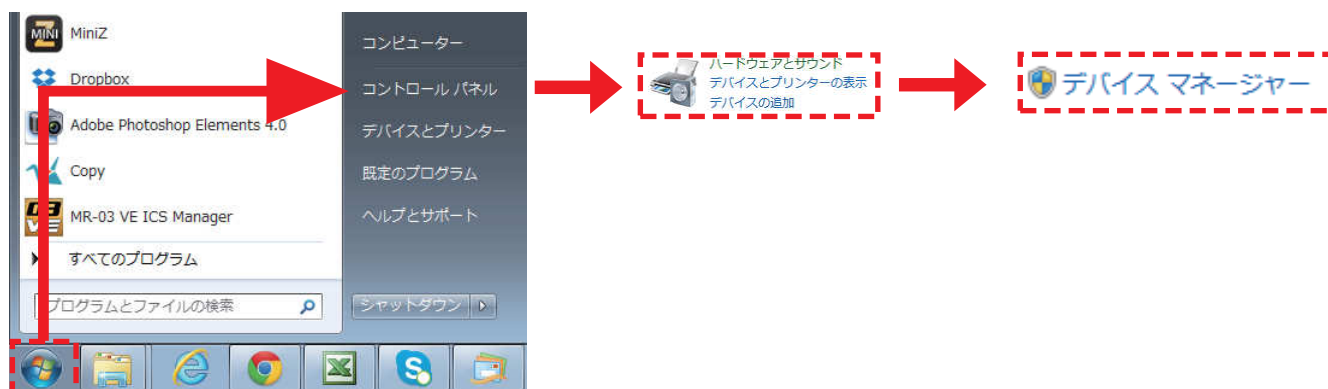 MINI
MiniZ
Dropbox
Adobe Photoshop Elements 4.0
Copy
MR-03 VE ICS Manager
すべてのプログラム
プログラムとファイルの検索
コンピューター
コントロール パネル
デバイスとプリンター
既定のプログラム
ヘルプとサポート
シャットダウン
ハードウェアとサウンド
デバイスとプリンターの表示
デバイスの追加
デバイス マネージャー